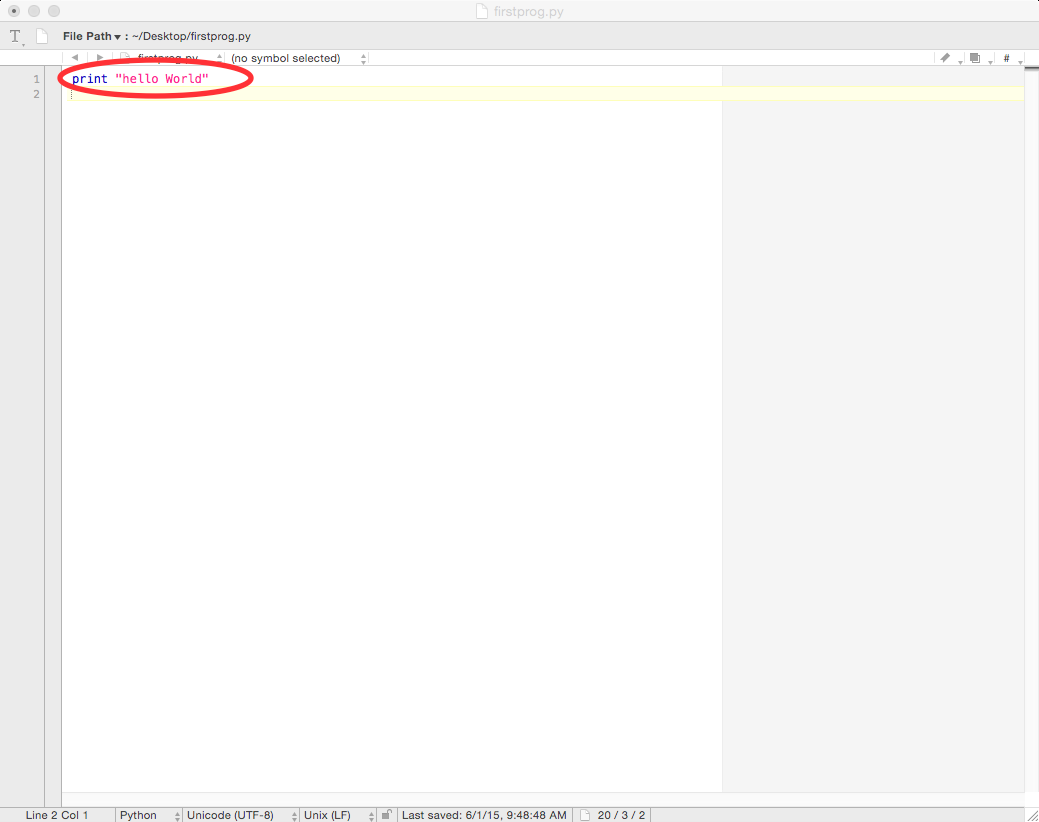 firstprog.py
File Path ▾ : ~/Desktop/firstprog.py
firstprog.py (no symbol selected) #
1 print "hello World"
2
Line 2 Col 1 Python Unicode (UTF-8) Unix (LF) Last saved: 6/1/15, 9:48:48 AM 20 / 3 / 2